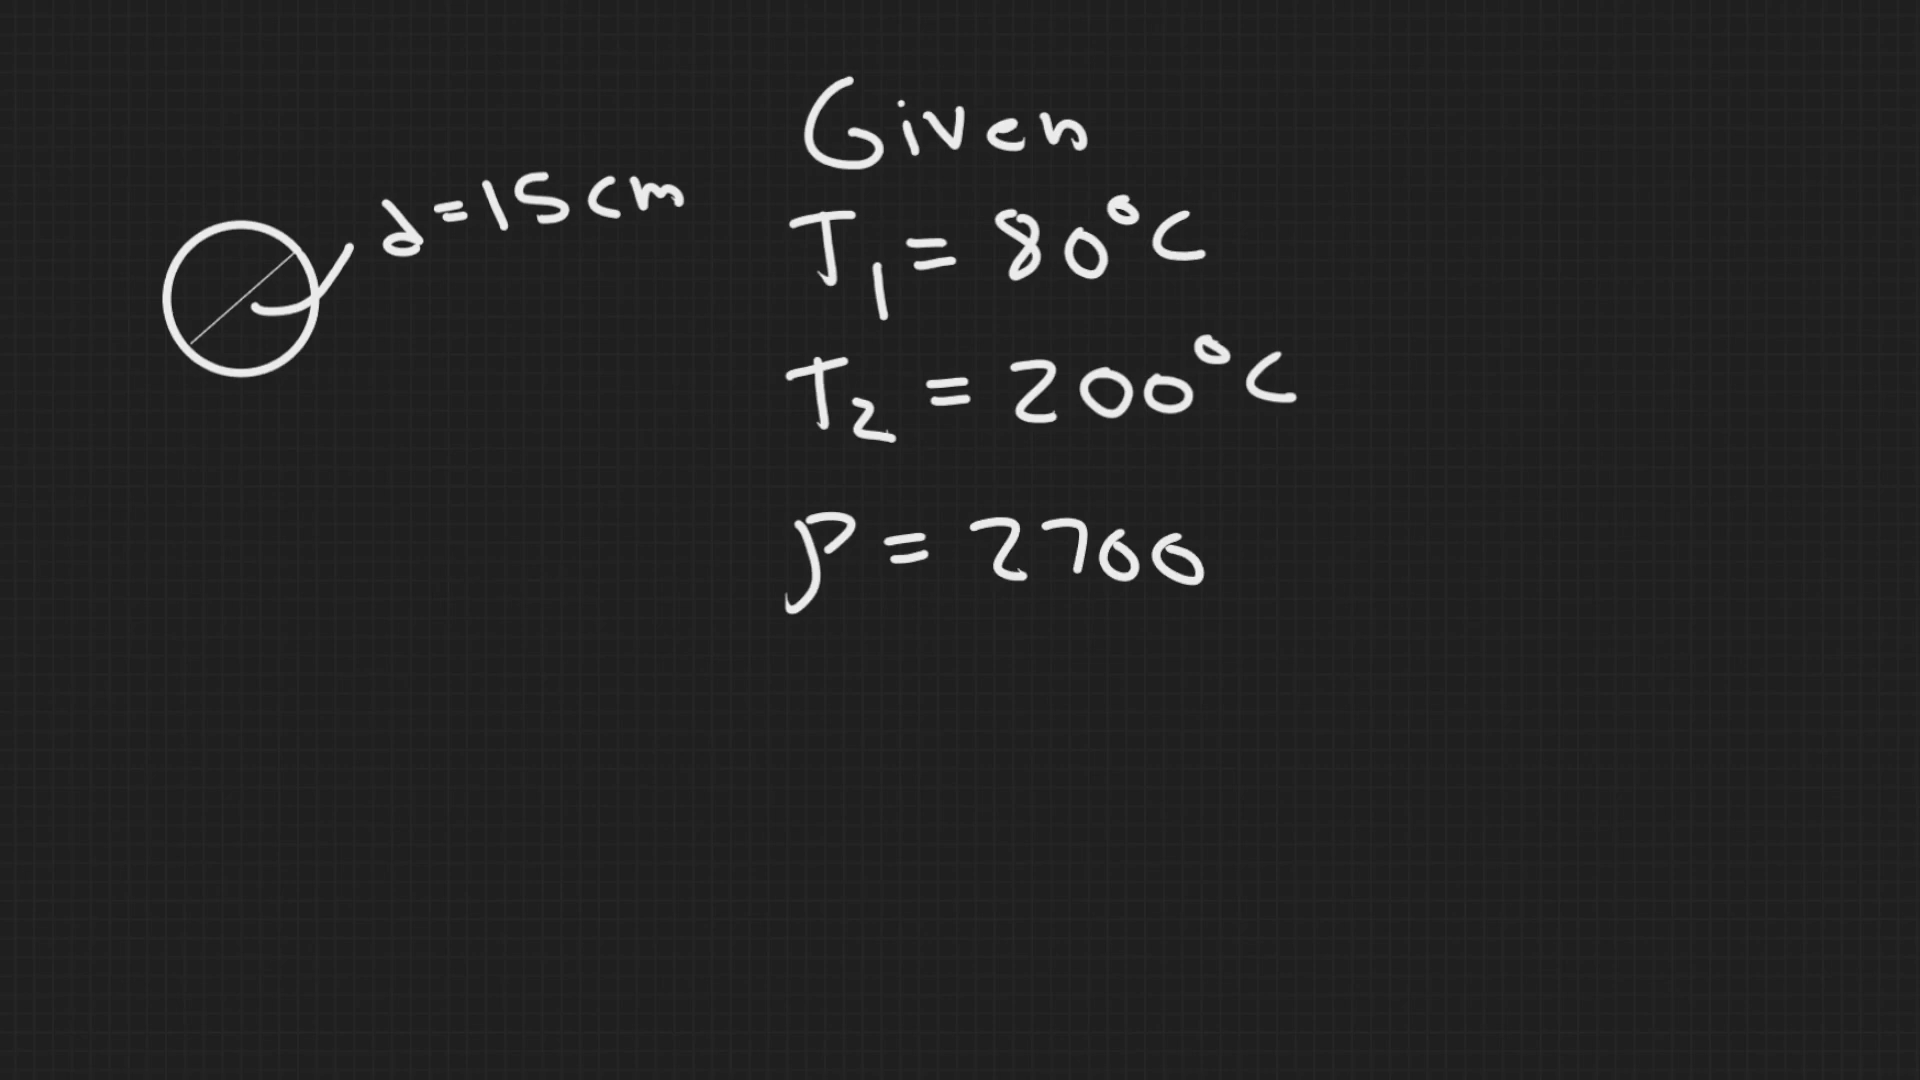 d=15cm
Given
T₁ = 80°C
T₂ = 200°C
ρ = 2700